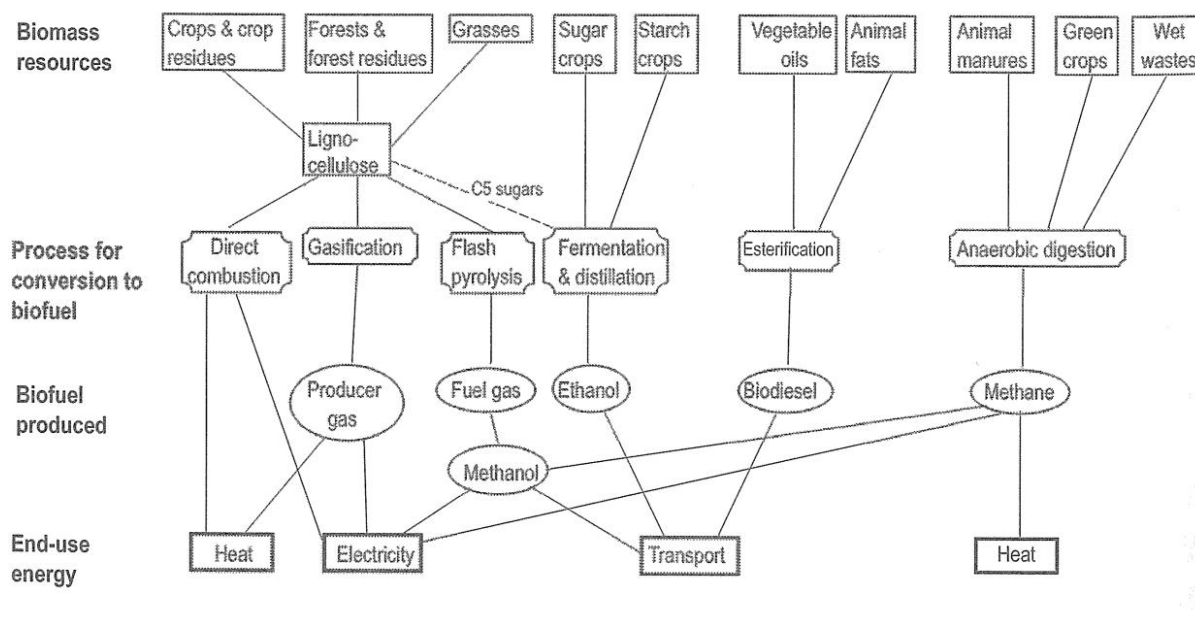 Biomass
resources
Crops & crop
residues
Forests &
forest residues
Grasses
Sugar
crops
Starch
crops
Vegetable
oils
Animal
fats
Animal
manures
Green
crops
Wet
wastes
Ligno-
cellulose
C5 sugars
Process for
conversion to
biofuel
Direct
combustion
Gasification
Flash
pyrolysis
Fermentation
& distillation
Esterification
Anaerobic digestion
Biofuel
produced
Producer
gas
Fuel gas
Ethanol
Biodiesel
Methane
Methanol
End-use
energy
Heat
Electricity
Transport
Heat